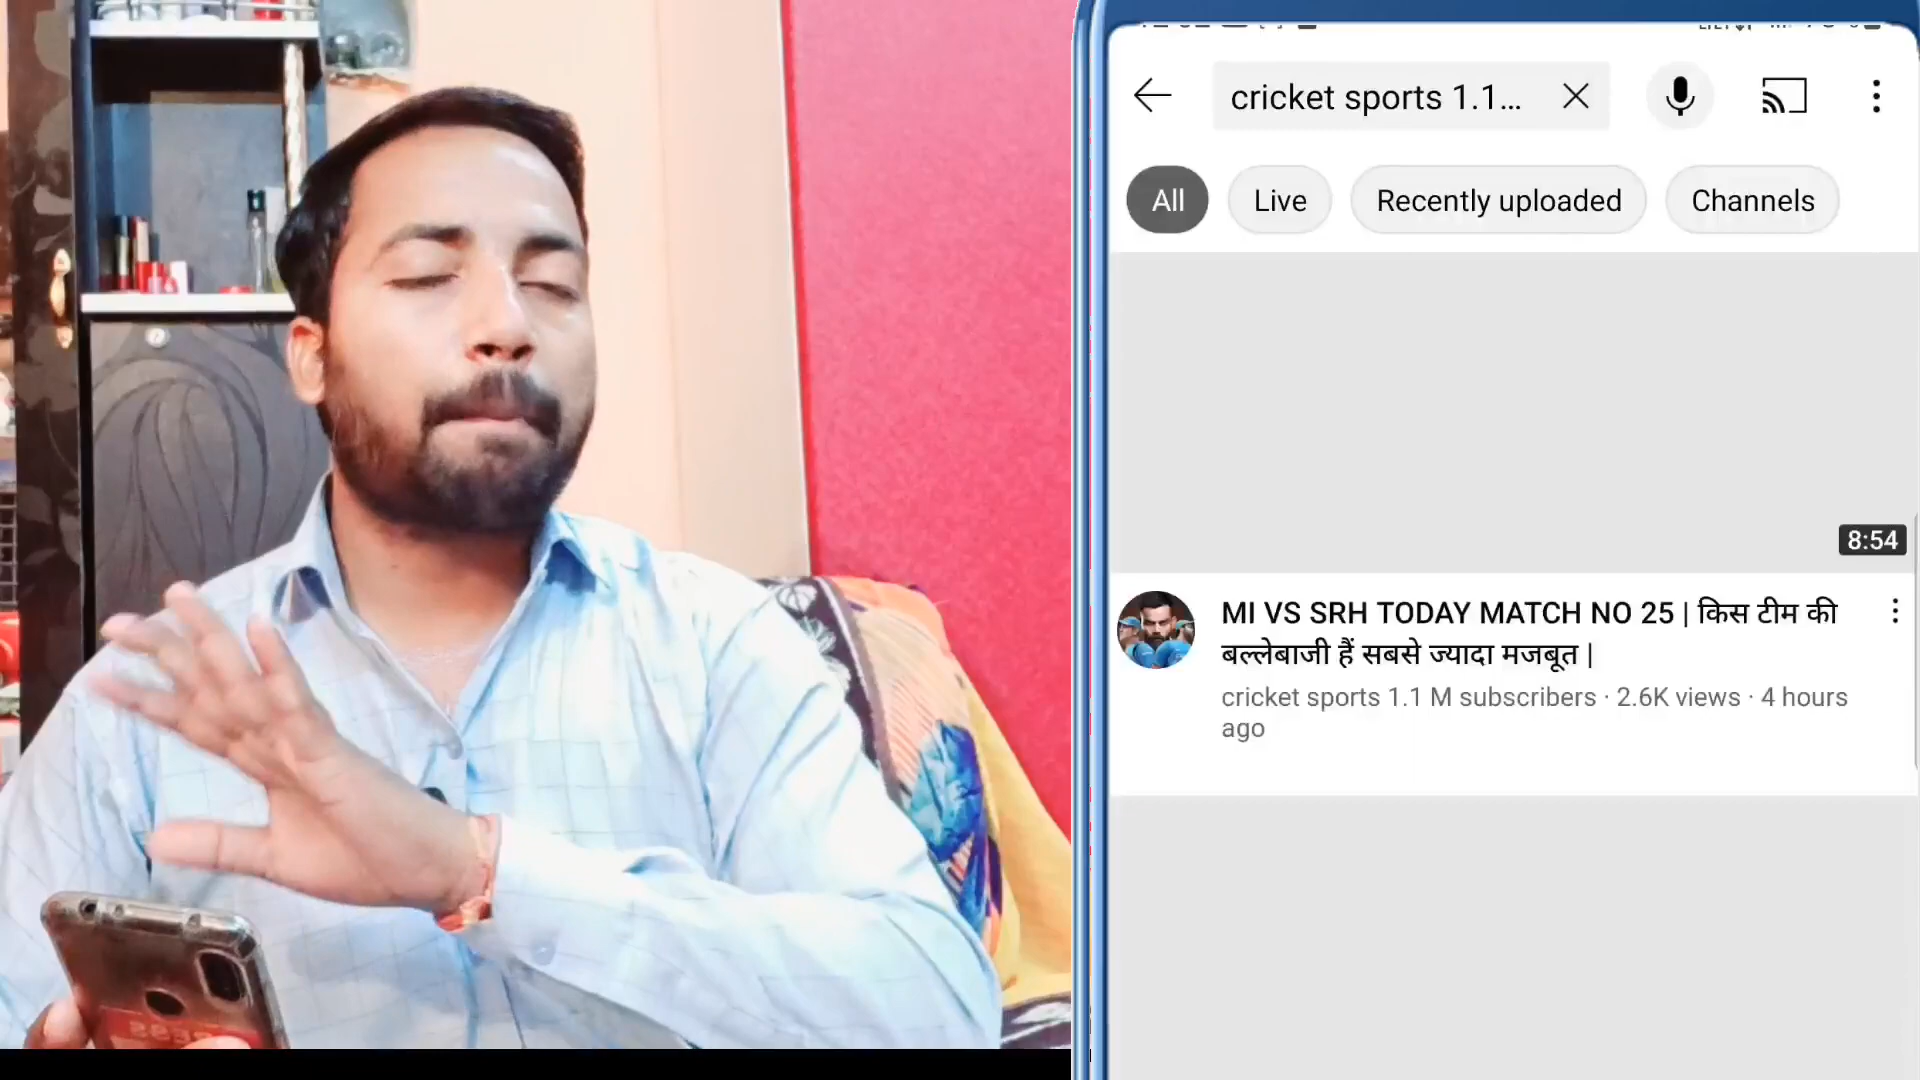 cricket sports 1.1...
All
Live
Recently uploaded
Channels
8:54
MI VS SRH TODAY MATCH NO 25 | किस टीम की
बल्लेबाजी हैं सबसे ज्यादा मजबूत |
cricket sports 1.1 M subscribers · 2.6K views · 4 hours
ago